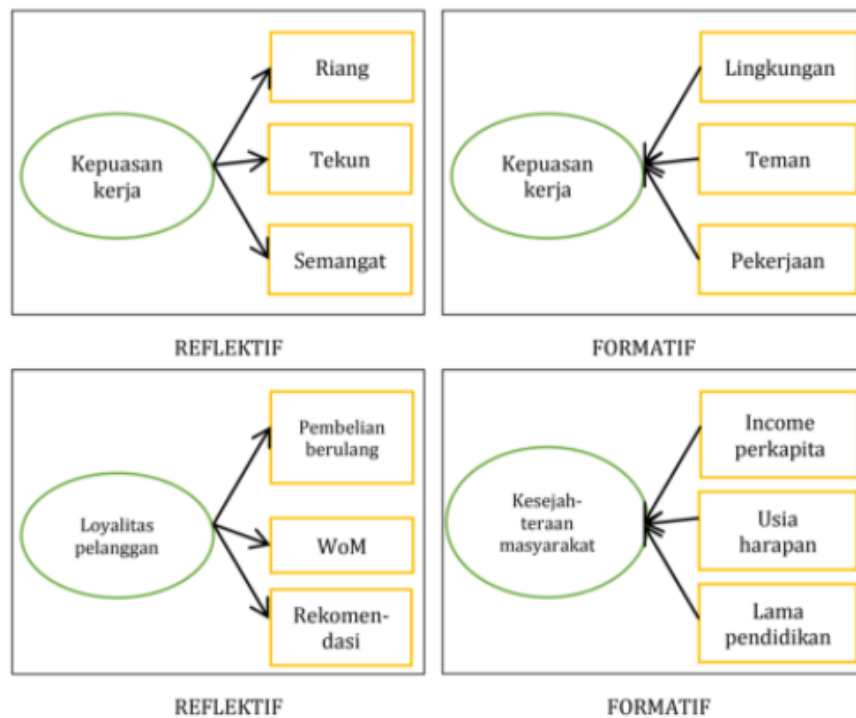 Kepuasan
kerja
Riang
Tekun
Semangat
REFLEKTIF
Kepuasan
kerja
Lingkungan
Teman
Pekerjaan
FORMATIF
Loyalitas
pelanggan
Pembelian
berulang
WoM
Rekomen-
dasi
REFLEKTIF
Kesejah-
teraan
masyarakat
Income
perkapita
Usia
harapan
Lama
pendidikan
FORMATIF